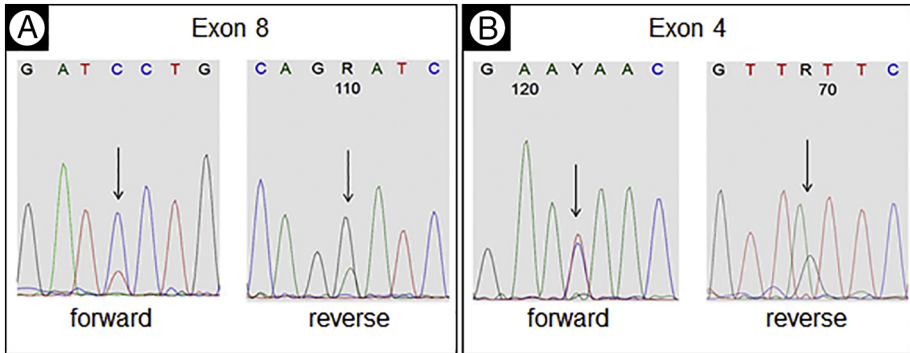 A
Exon 8
G A T C C T G
C A G R A T C
110
forward
reverse
B
Exon 4
G A A Y A A C
120
G T T R T T C
70
forward
reverse